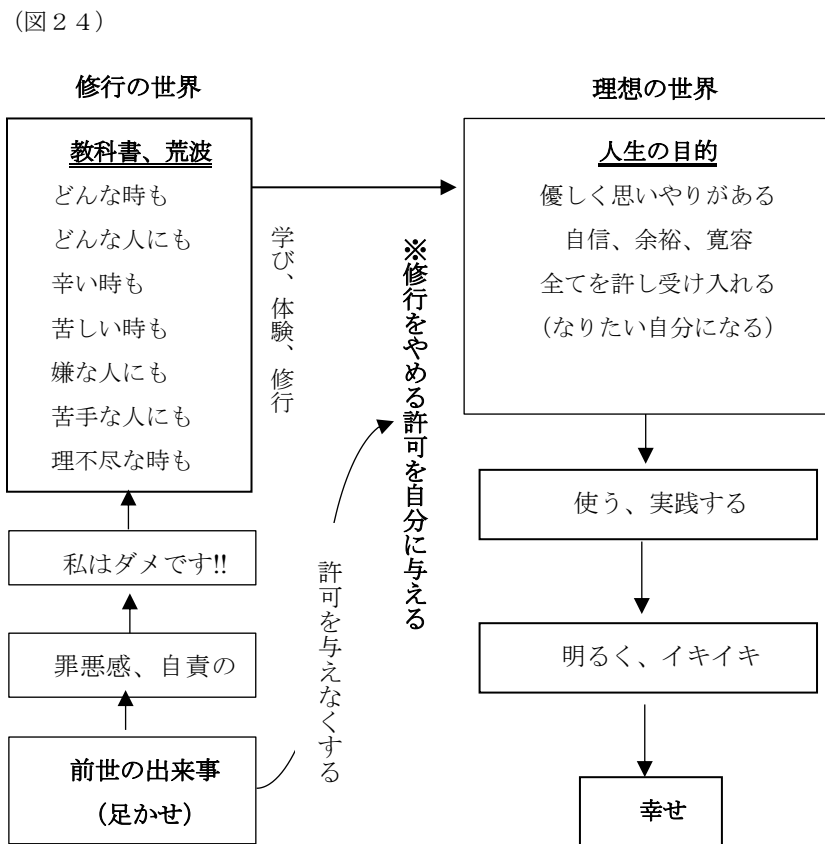 （図２４）
修行の世界
教科書、荒波
どんな時も
どんな人にも
辛い時も
苦しい時も
嫌な人にも
苦手な人にも
理不尽な時も
私はダメです!!
罪悪感、自責の
前世の出来事
（足かせ）
学び、体験、修行
許可を与えなくする
※修行をやめる許可を自分に与える
理想の世界
人生の目的
優しく思いやりがある
自信、余裕、寛容
全てを許し受け入れる
（なりたい自分になる）
使う、実践する
明るく、イキイキ
幸せ